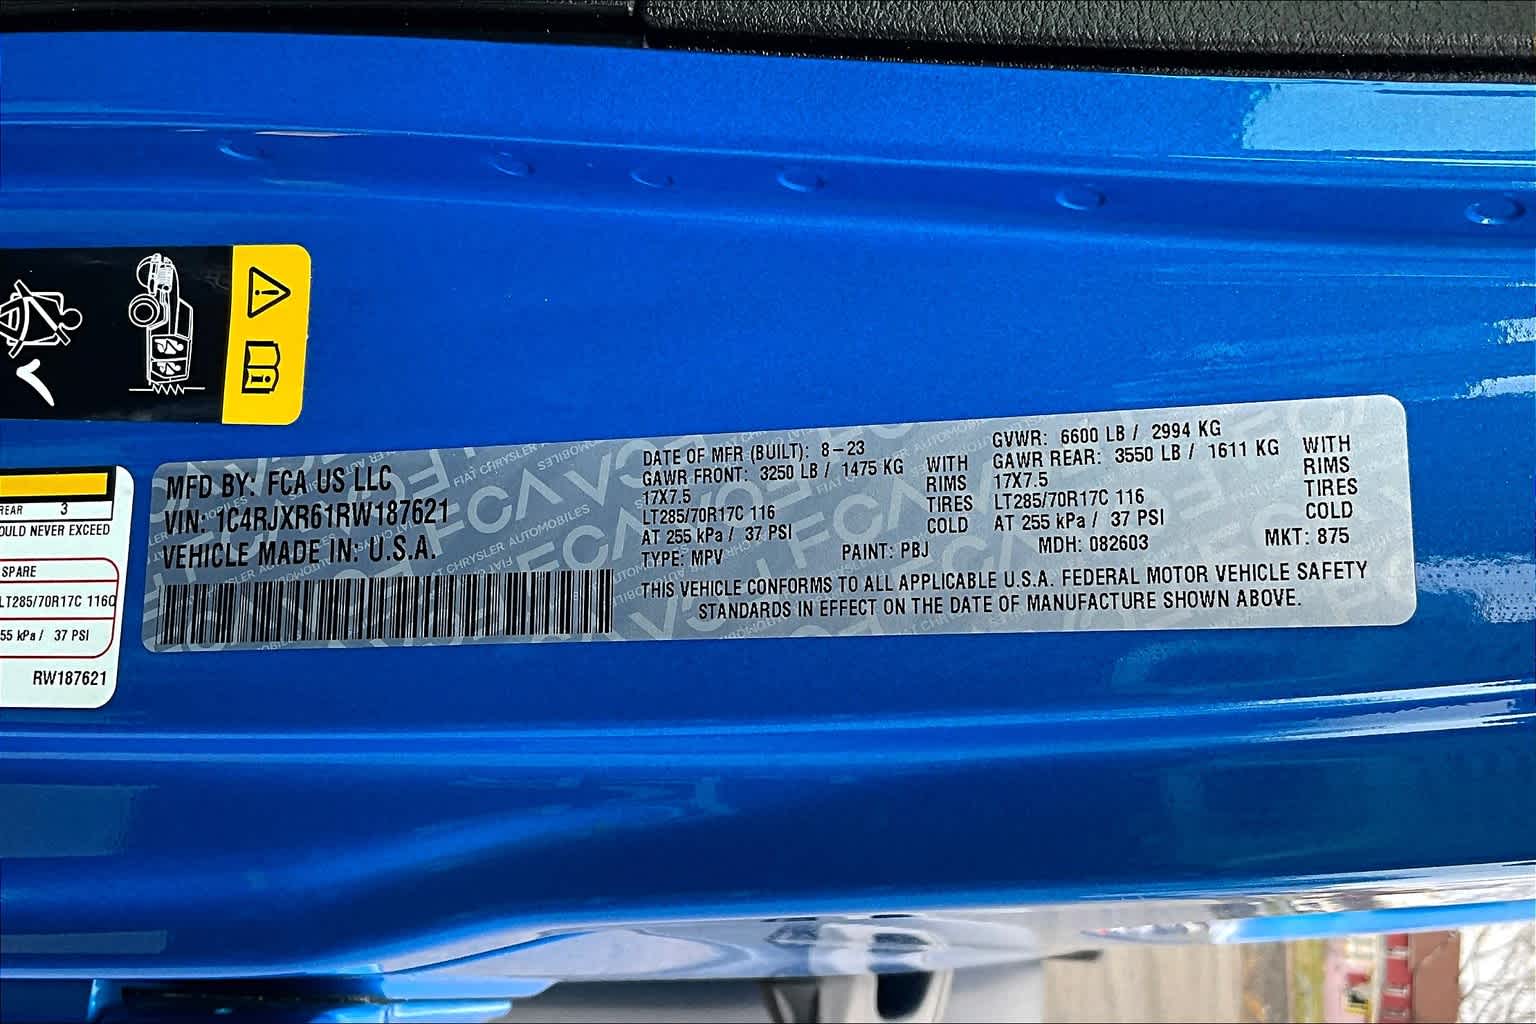 MFD BY: FCA US LLC
VIN: 1C4RJXR61RW187621
VEHICLE MADE IN: U.S.A.
DATE OF MFR (BUILT): 8-23
GAWR FRONT: 3250 LB / 1475 KG WITH
17X7.5 RIMS
LT285/70R17C 116 TIRES
AT 255 kPa / 37 PSI COLD
TYPE: MPV PAINT: PBJ
GVWR: 6600 LB / 2994 KG
GAWR REAR: 3550 LB / 1611 KG WITH
17X7.5 RIMS
LT285/70R17C 116 TIRES
AT 255 kPa / 37 PSI COLD
MDH: 082603 MKT: 875
THIS VEHICLE CONFORMS TO ALL APPLICABLE U.S.A. FEDERAL MOTOR VEHICLE SAFETY
STANDARDS IN EFFECT ON THE DATE OF MANUFACTURE SHOWN ABOVE.
REAR 3
OULD NEVER EXCEED
SPARE
LT285/70R17C 116Q
55 kPa / 37 PSI
RW187621